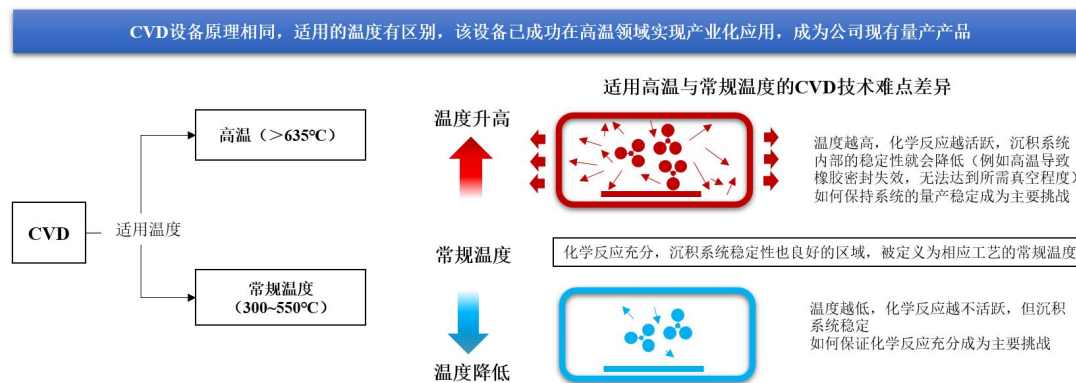 CVD设备原理相同，适用的温度有区别，该设备已成功在高温领域实现产业化应用，成为公司现有量产产品
适用高温与常规温度的CVD技术难点差异
高温（＞635℃）
CVD
适用温度
常规温度
（300~550℃）
温度升高
温度越高，化学反应越活跃，沉积系统
内部的稳定性就会降低（例如高温导致
橡胶密封失效，无法达到所需真空程度）
如何保持系统的量产稳定成为主要挑战
常规温度
化学反应充分，沉积系统稳定性也良好的区域，被定义为相应工艺的常规温度
温度降低
温度越低，化学反应越不活跃，但沉积
系统稳定
如何保证化学反应充分成为主要挑战